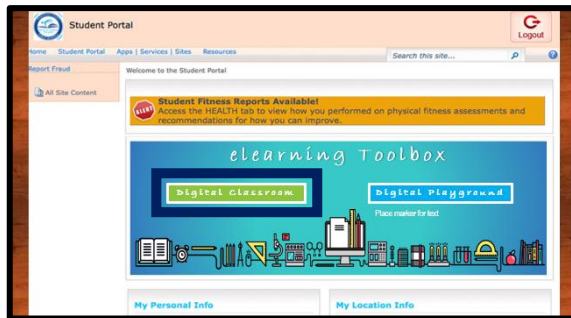 Student Portal
Logout
Home Student Portal Apps | Services | Sites Resources
Search this site...
Report Fraud
Welcome to the Student Portal
All Site Content
ALERT
Student Fitness Reports Available!
Access the HEALTH tab to view how you performed on physical fitness assessments and
recommendations for how you can improve.
elearning Toolbox
Digital Classroom
Digital Playground
Place marker for text
My Personal Info
My Location Info